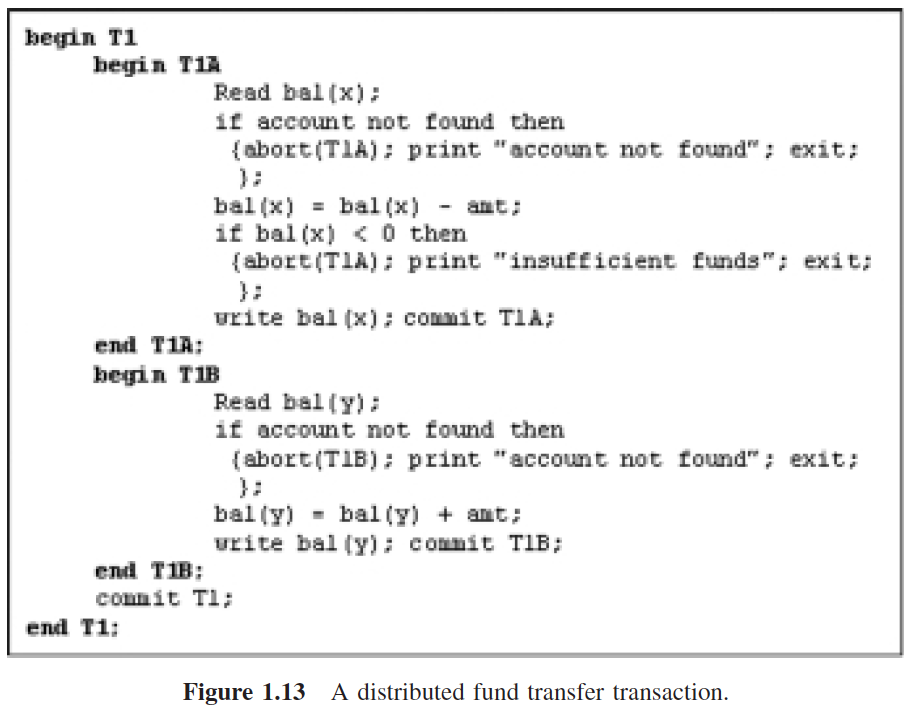 begin T1
begin T1A
Read bal(x);
if account not found then
{abort(T1A); print "account not found"; exit;
};
bal(x) = bal(x) - amt;
if bal(x) < 0 then
{abort(T1A); print "insufficient funds"; exit;
};
write bal(x); commit T1A;
end T1A;
begin T1B
Read bal(y);
if account not found then
{abort(T1B); print "account not found"; exit;
};
bal(y) = bal(y) + amt;
write bal(y); commit T1B;
end T1B;
commit T1;
end T1;
Figure 1.13 A distributed fund transfer transaction.